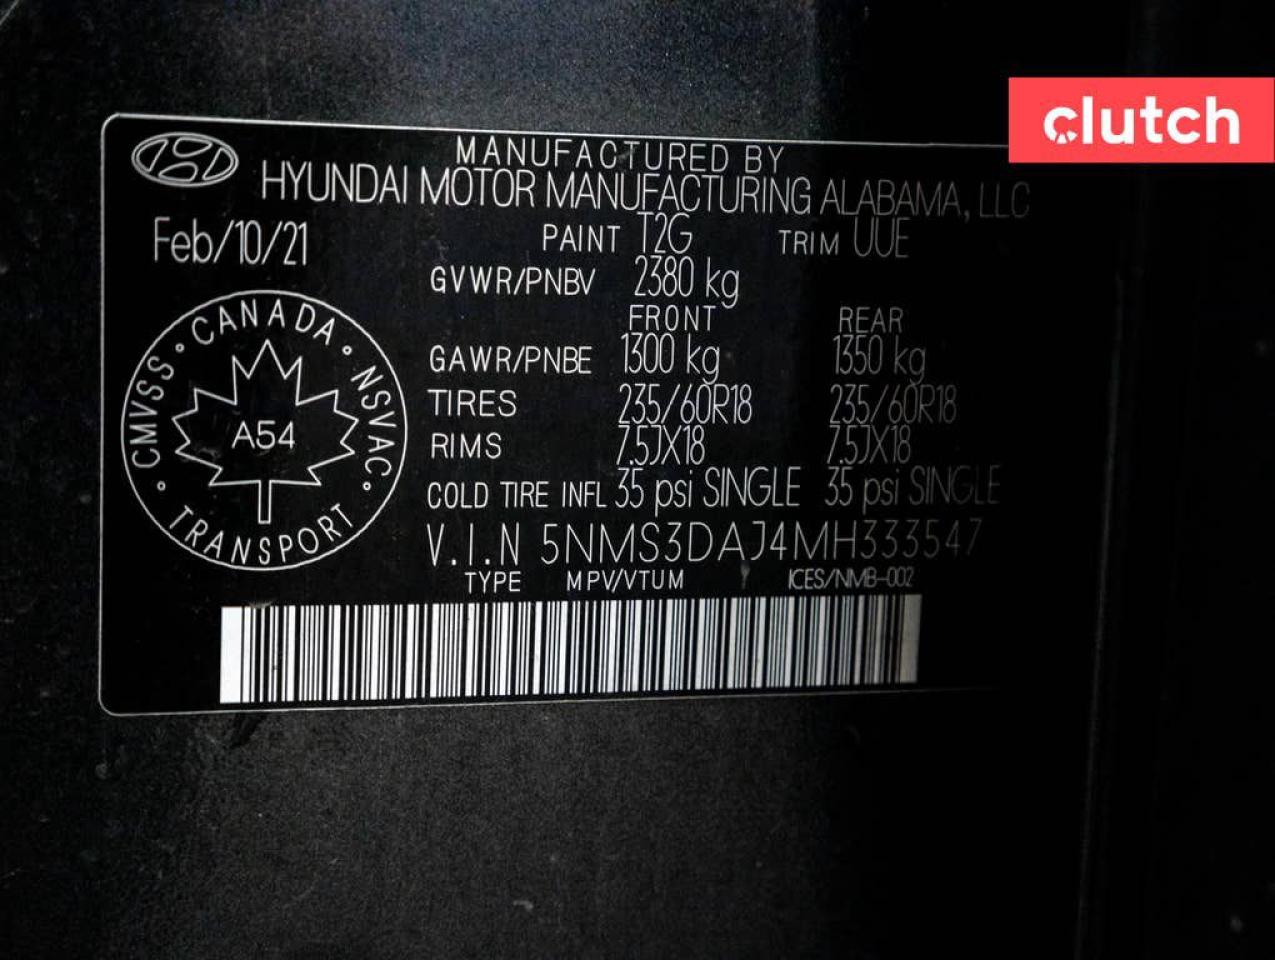 clutch
MANUFACTURED BY
HYUNDAI MOTOR MANUFACTURING ALABAMA, LLC
Feb/10/21 PAINT T2G TRIM UUE
GVWR/PNBV 2380 kg
FRONT REAR
GAWR/PNBE 1300 kg 1350 kg
TIRES 235/60R18 235/60R18
RIMS 7.5JX18 7.5JX18
COLD TIRE INFL 35 psi SINGLE 35 psi SINGLE
V.I.N 5NMS3DAJ4MH333547
TYPE MPV/VTUM ICES/NMB-002
CMVSS • CANADA • NSVAC •
TRANSPORT •
A54